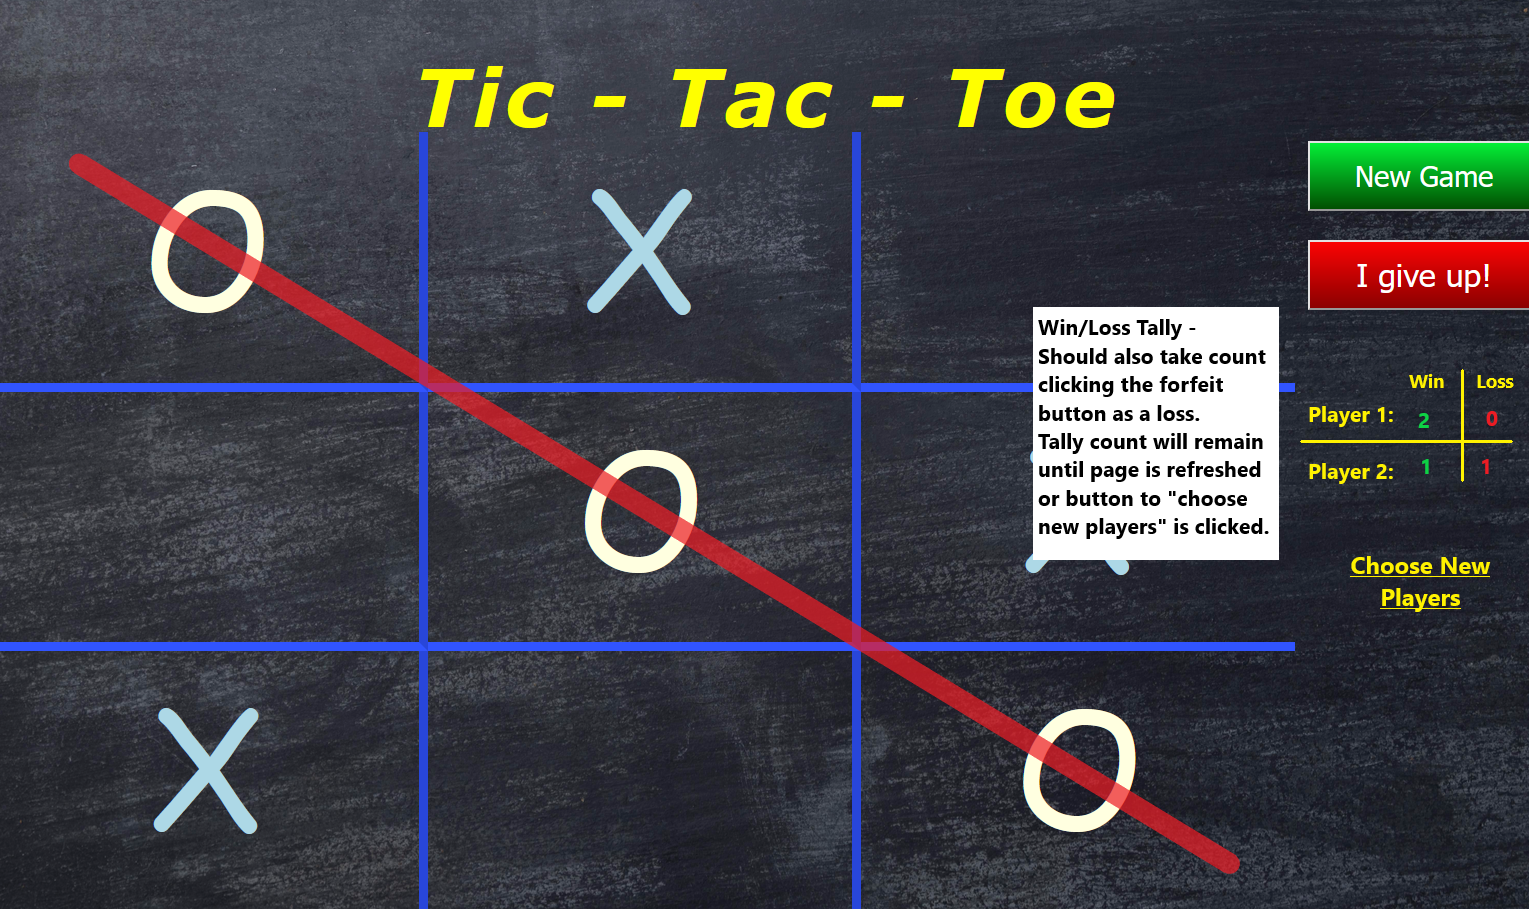 Tic - Tac - Toe
O X
New Game
I give up!
Win/Loss Tally -
Should also take count
clicking the forfeit
button as a loss.
Tally count will remain
until page is refreshed
or button to "choose
new players" is clicked.
Win Loss
Player 1: 2 0
Player 2: 1 1
O X
Choose New
Players
X O